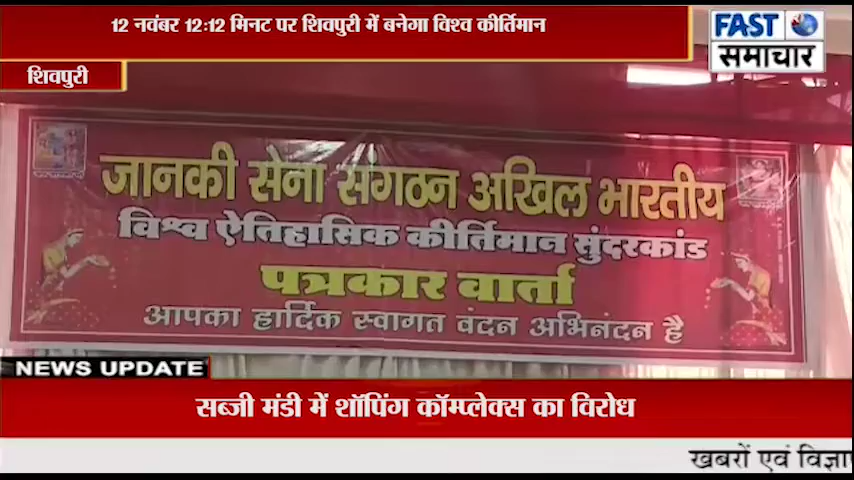 12 नवंबर 12:12 मिनट पर शिवपुरी में बनेगा विश्व कीर्तिमान
FAST
समाचार
शिवपुरी
जानकी सेना संगठन अखिल भारतीय
विश्व ऐतिहासिक कीर्तिमान सुंदरकांड
पत्रकार वार्ता
आपका हार्दिक स्वागत वंदन अभिनंदन है
NEWS UPDATE
सब्जी मंडी में शॉपिंग कॉम्प्लेक्स का विरोध
खबरों एवं विज्ञाप